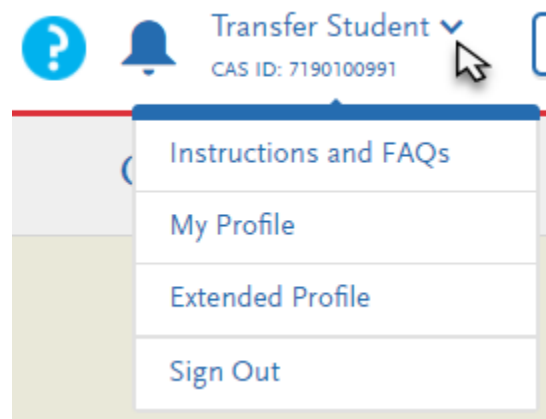 Transfer Student
CAS ID: 7190100991
Instructions and FAQs
My Profile
Extended Profile
Sign Out